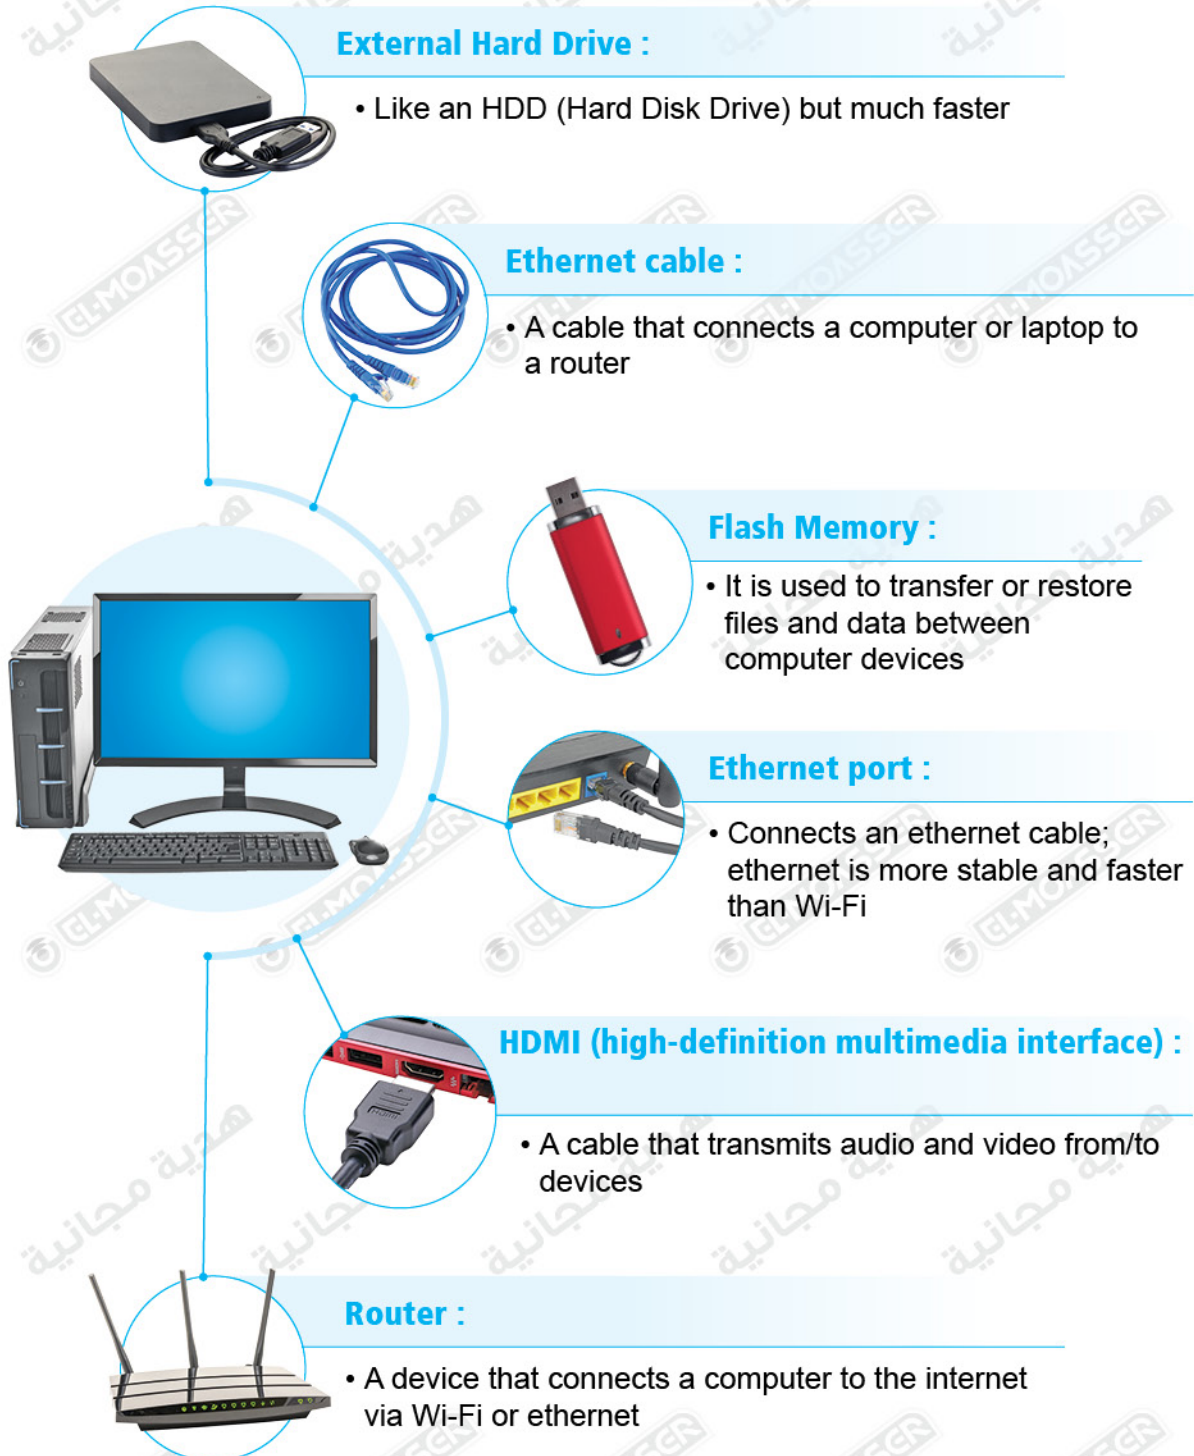 External Hard Drive :
• Like an HDD (Hard Disk Drive) but much faster
Ethernet cable :
• A cable that connects a computer or laptop to
a router
Flash Memory :
• It is used to transfer or restore
files and data between
computer devices
Ethernet port :
• Connects an ethernet cable;
ethernet is more stable and faster
than Wi-Fi
HDMI (high-definition multimedia interface) :
• A cable that transmits audio and video from/to
devices
Router :
• A device that connects a computer to the internet
via Wi-Fi or ethernet
EL-MOASSER
هدية مجانية